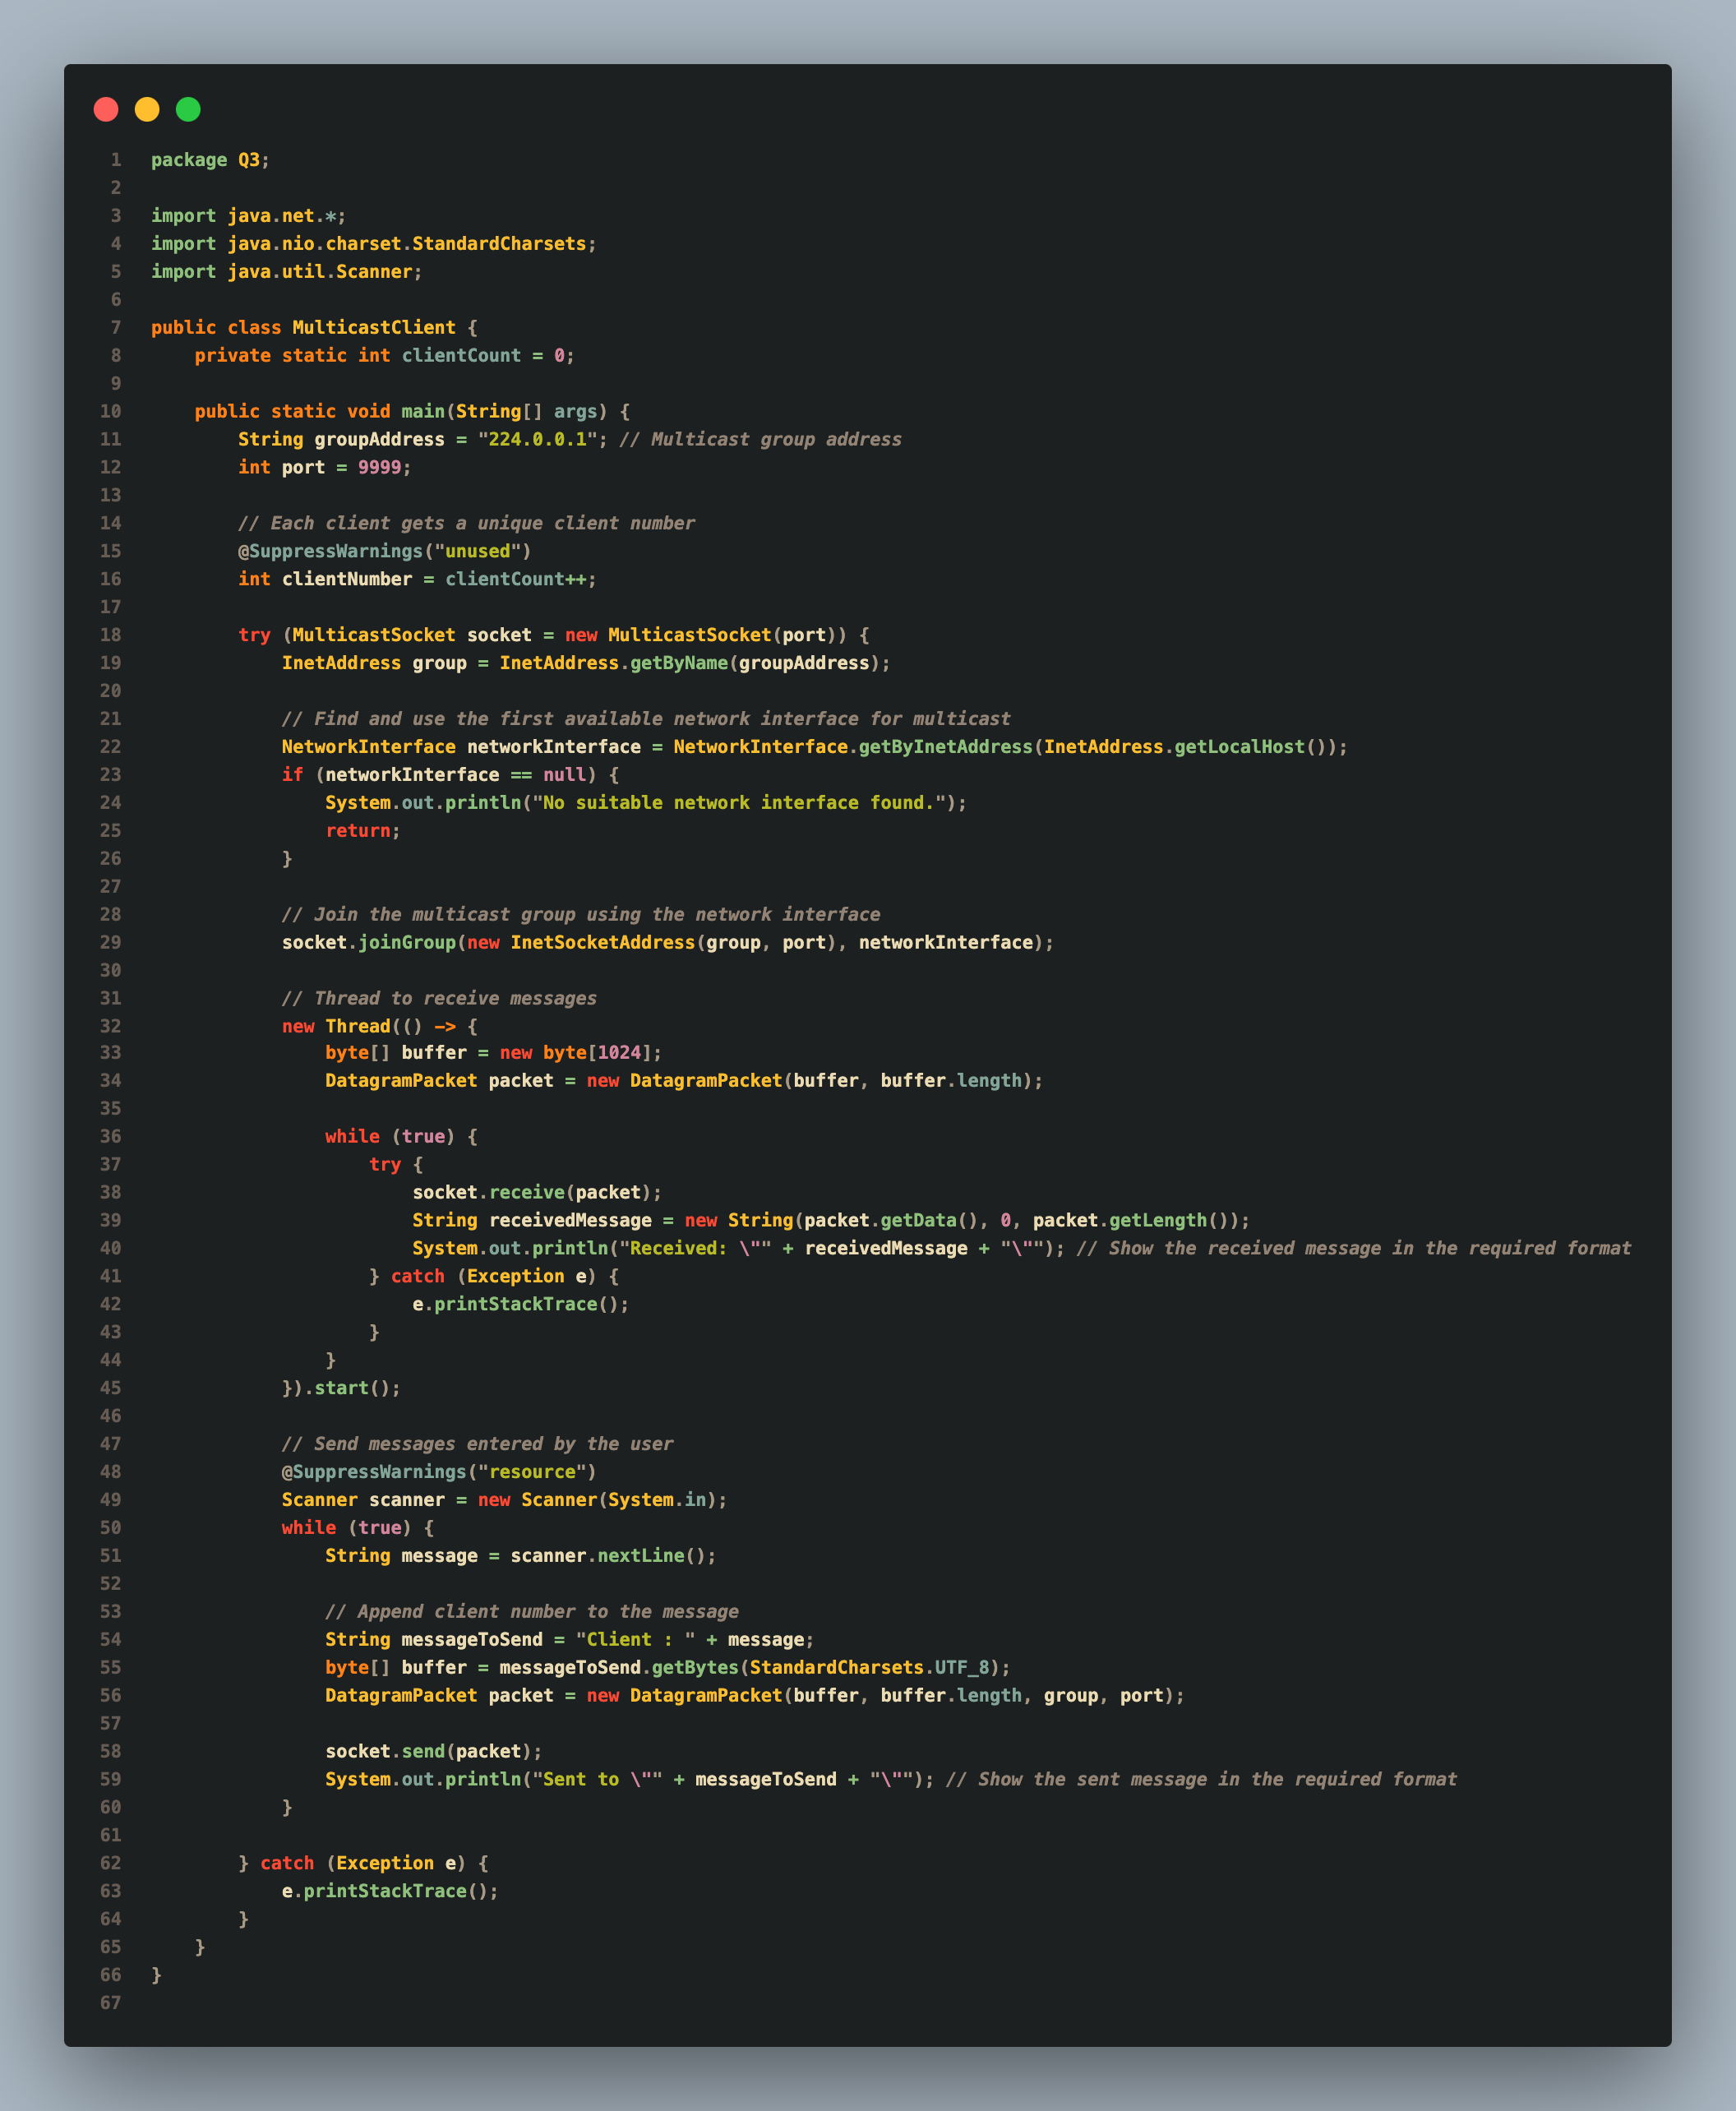 1 package Q3;
2
3 import java.net.*;
4 import java.nio.charset.StandardCharsets;
5 import java.util.Scanner;
6
7 public class MulticastClient {
8     private static int clientCount = 0;
9
10     public static void main(String[] args) {
11         String groupAddress = "224.0.0.1"; // Multicast group address
12         int port = 9999;
13
14         // Each client gets a unique client number
15         @SuppressWarnings("unused")
16         int clientNumber = clientCount++;
17
18         try (MulticastSocket socket = new MulticastSocket(port)) {
19             InetAddress group = InetAddress.getByName(groupAddress);
20
21             // Find and use the first available network interface for multicast
22             NetworkInterface networkInterface = NetworkInterface.getByInetAddress(InetAddress.getLocalHost());
23             if (networkInterface == null) {
24                 System.out.println("No suitable network interface found.");
25                 return;
26             }
27
28             // Join the multicast group using the network interface
29             socket.joinGroup(new InetSocketAddress(group, port), networkInterface);
30
31             // Thread to receive messages
32             new Thread(() -> {
33                 byte[] buffer = new byte[1024];
34                 DatagramPacket packet = new DatagramPacket(buffer, buffer.length);
35
36                 while (true) {
37                     try {
38                         socket.receive(packet);
39                         String receivedMessage = new String(packet.getData(), 0, packet.getLength());
40                         System.out.println("Received: \"" + receivedMessage + "\""); // Show the received message in the required format
41                     } catch (Exception e) {
42                         e.printStackTrace();
43                     }
44                 }
45             }).start();
46
47             // Send messages entered by the user
48             @SuppressWarnings("resource")
49             Scanner scanner = new Scanner(System.in);
50             while (true) {
51                 String message = scanner.nextLine();
52
53                 // Append client number to the message
54                 String messageToSend = "Client : " + message;
55                 byte[] buffer = messageToSend.getBytes(StandardCharsets.UTF_8);
56                 DatagramPacket packet = new DatagramPacket(buffer, buffer.length, group, port);
57
58                 socket.send(packet);
59                 System.out.println("Sent to \"" + messageToSend + "\""); // Show the sent message in the required format
60             }
61
62         } catch (Exception e) {
63             e.printStackTrace();
64         }
65     }
66 }
67